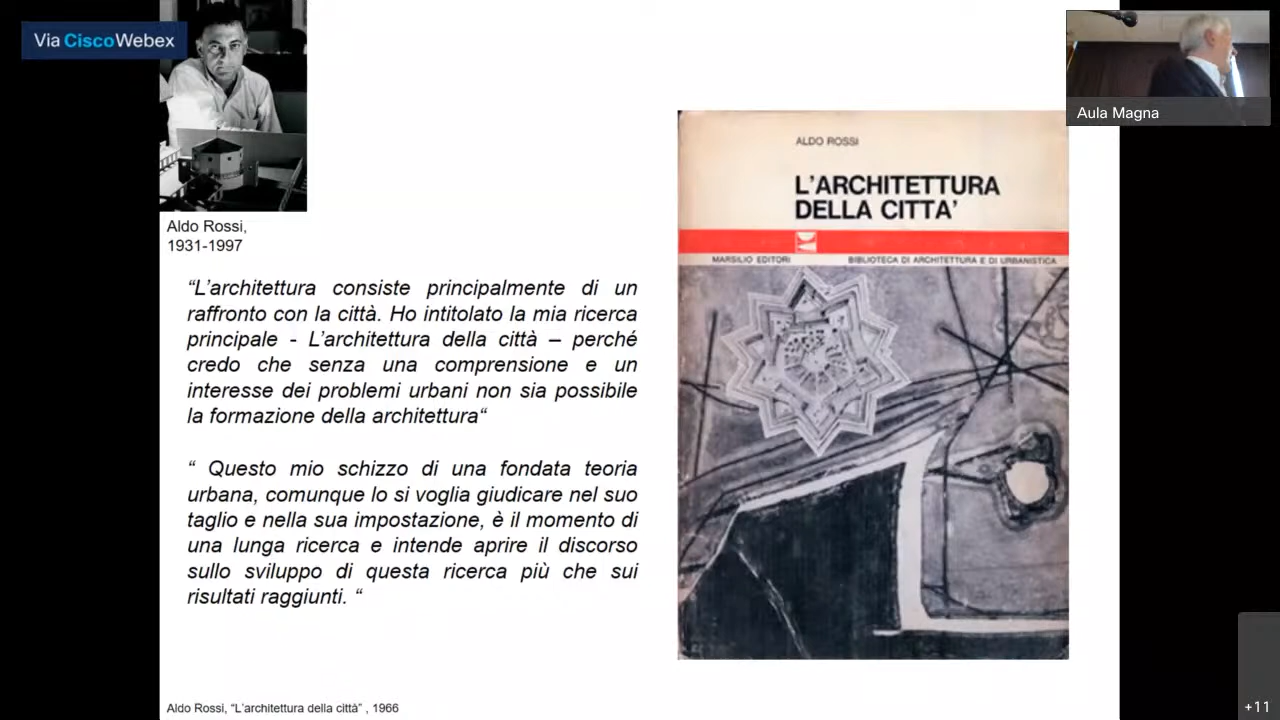 Via CiscoWebex
Aula Magna
Aldo Rossi,
1931-1997
“L’architettura consiste principalmente di un
raffronto con la città. Ho intitolato la mia ricerca
principale - L’architettura della città – perché
credo che senza una comprensione e un
interesse dei problemi urbani non sia possibile
la formazione della architettura“
“ Questo mio schizzo di una fondata teoria
urbana, comunque lo si voglia giudicare nel suo
taglio e nella sua impostazione, è il momento di
una lunga ricerca e intende aprire il discorso
sullo sviluppo di questa ricerca più che sui
risultati raggiunti. “
Aldo Rossi, “L’architettura della città” , 1966
ALDO ROSSI
L’ARCHITETTURA
DELLA CITTA’
MARSILIO EDITORI BIBLIOTECA DI ARCHITETTURA E DI URBANISTICA
+11